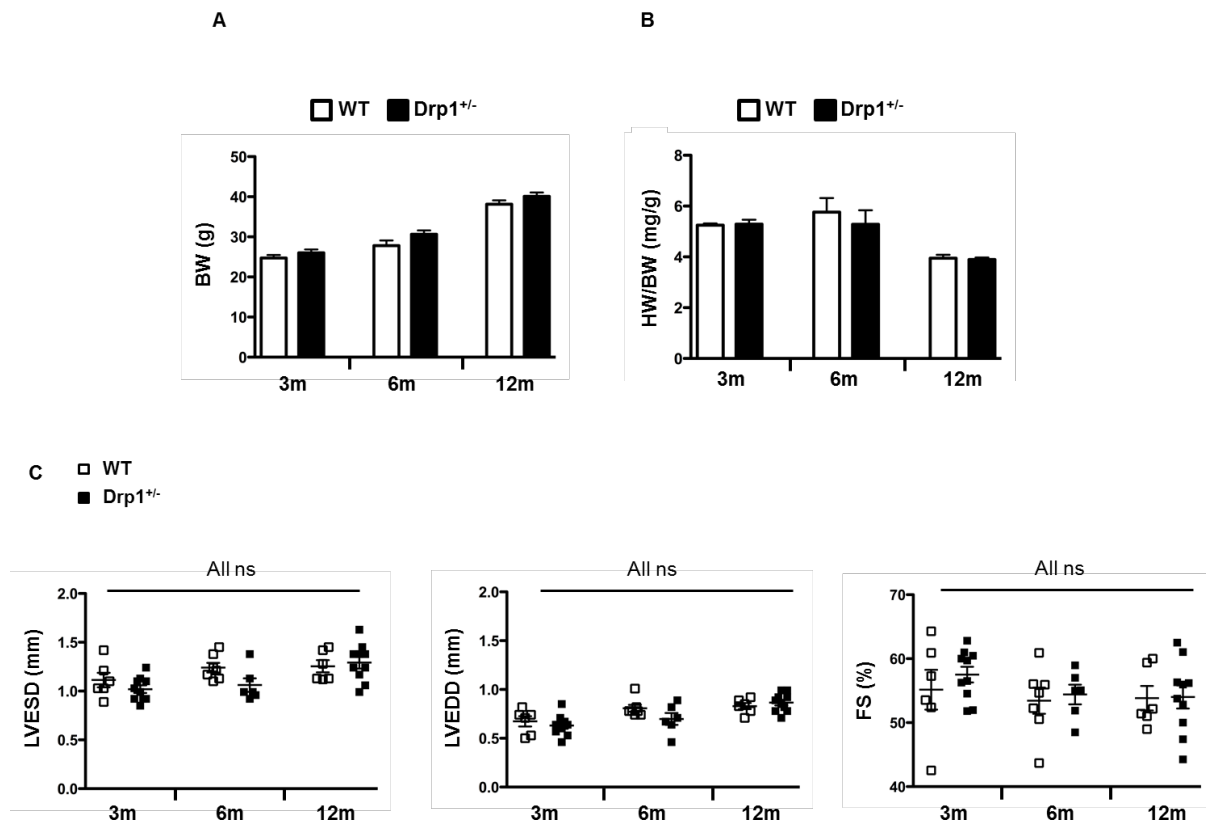 A
B
WT Drp1+/-
WT Drp1+/-
BW (g)
50
40
30
20
10
0
3m 6m 12m
HW/BW (mg/g)
8
6
4
2
0
3m 6m 12m
C
WT
Drp1+/-
All ns
LVESD (mm)
2.0
1.5
1.0
0.5
0.0
3m 6m 12m
All ns
LVEDD (mm)
2.0
1.5
1.0
0.5
0.0
3m 6m 12m
All ns
FS (%)
70
60
50
40
3m 6m 12m